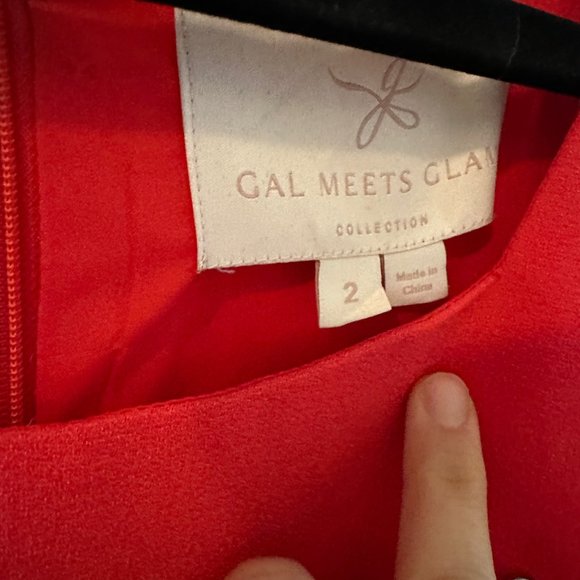 GAL MEETS GLAM
COLLECTION
2
Made in
China